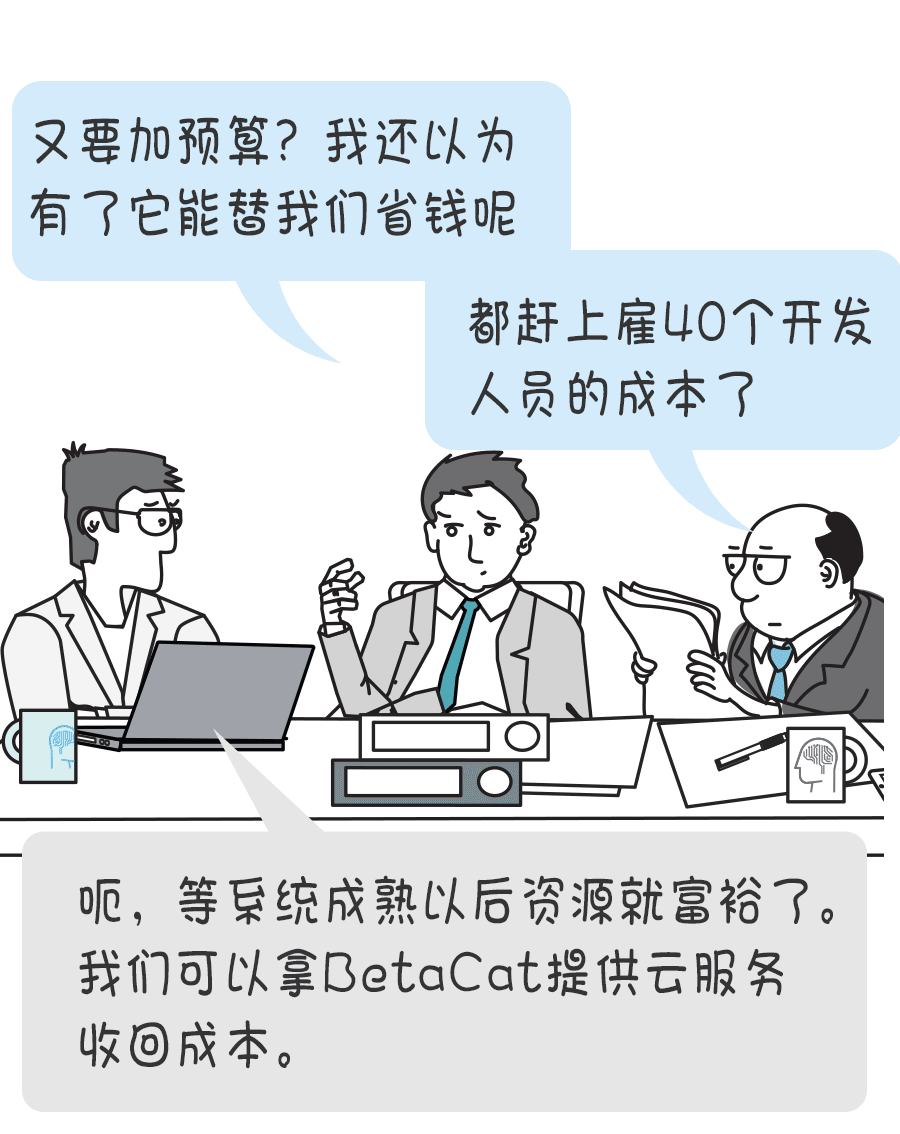 又要加预算？我还以为
有了它能替我们省钱呢
都赶上雇40个开发
人员的成本了
呃，等系统成熟以后资源就富裕了。
我们可以拿BetaCat提供云服务
收回成本。